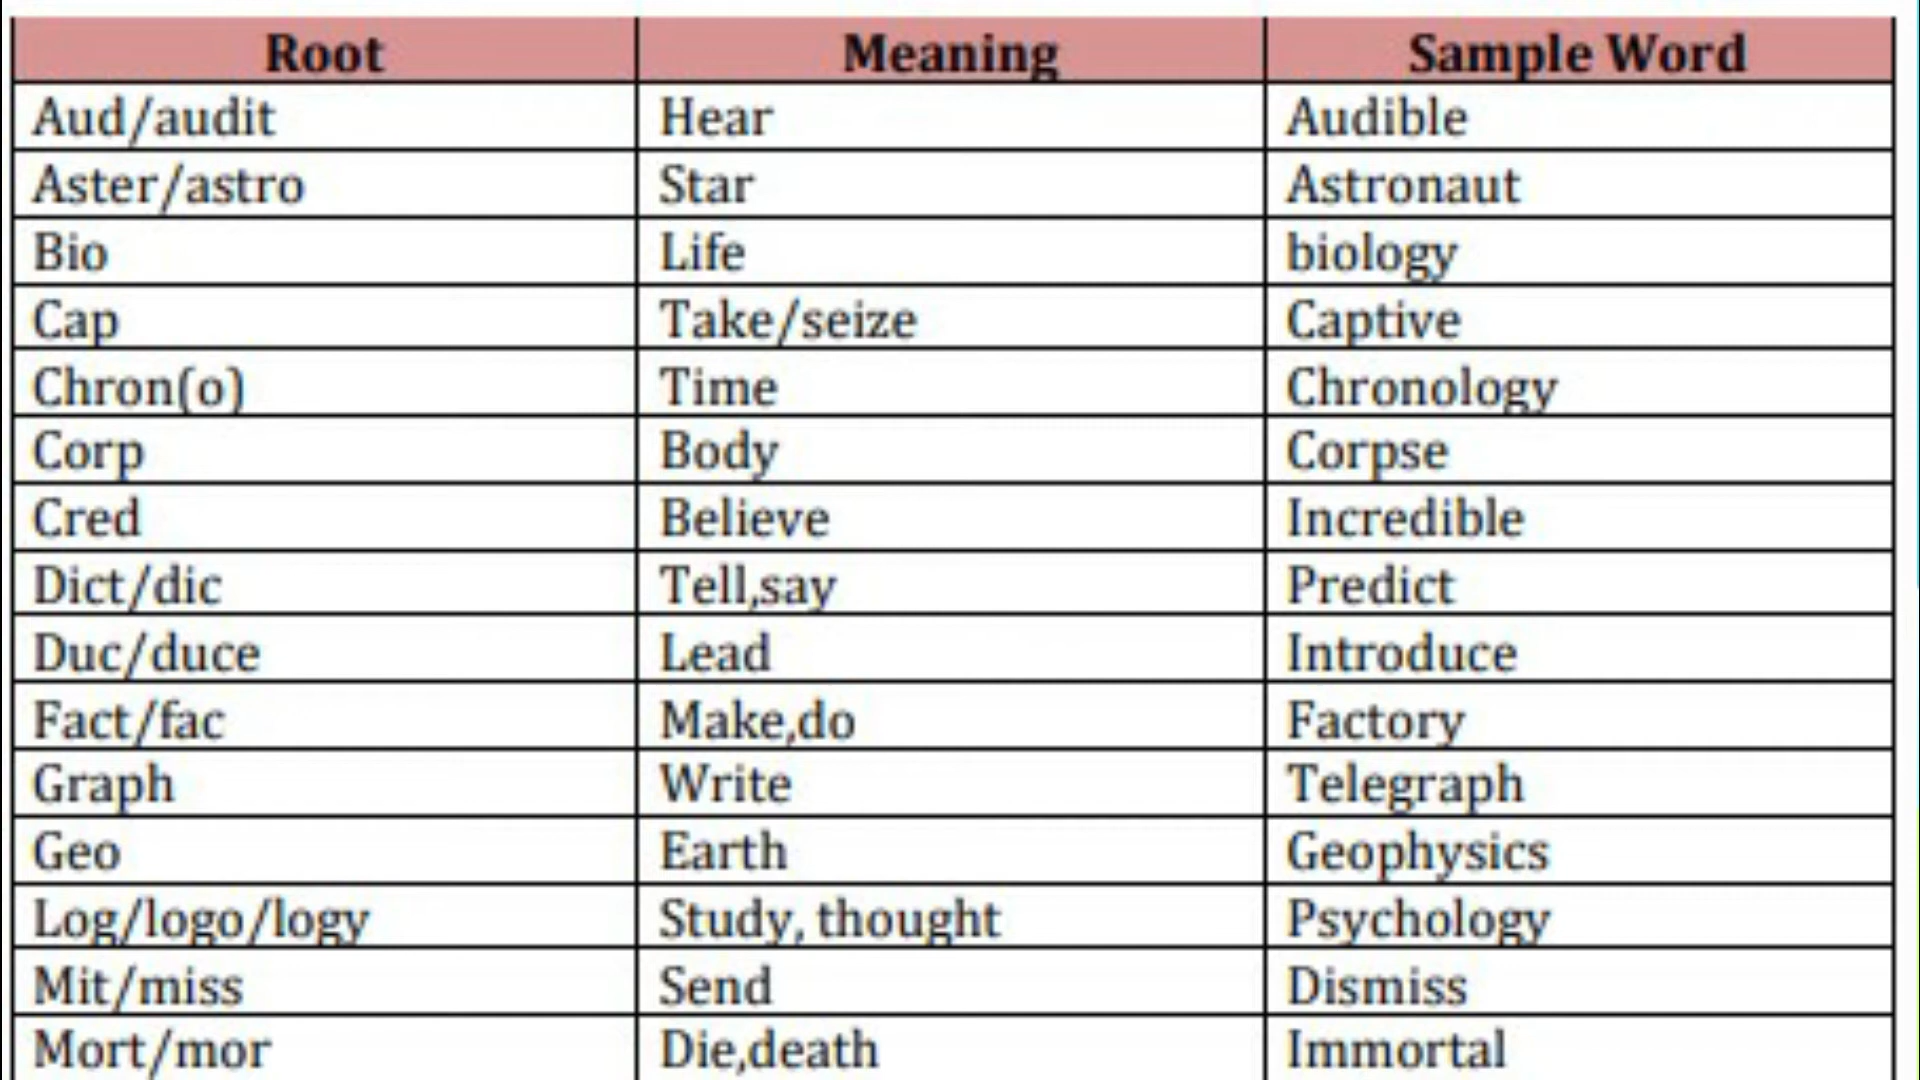 Root Meaning Sample Word
Aud/audit Hear Audible
Aster/astro Star Astronaut
Bio Life biology
Cap Take/seize Captive
Chron(o) Time Chronology
Corp Body Corpse
Cred Believe Incredible
Dict/dic Tell,say Predict
Duc/duce Lead Introduce
Fact/fac Make,do Factory
Graph Write Telegraph
Geo Earth Geophysics
Log/logo/logy Study, thought Psychology
Mit/miss Send Dismiss
Mort/mor Die,death Immortal